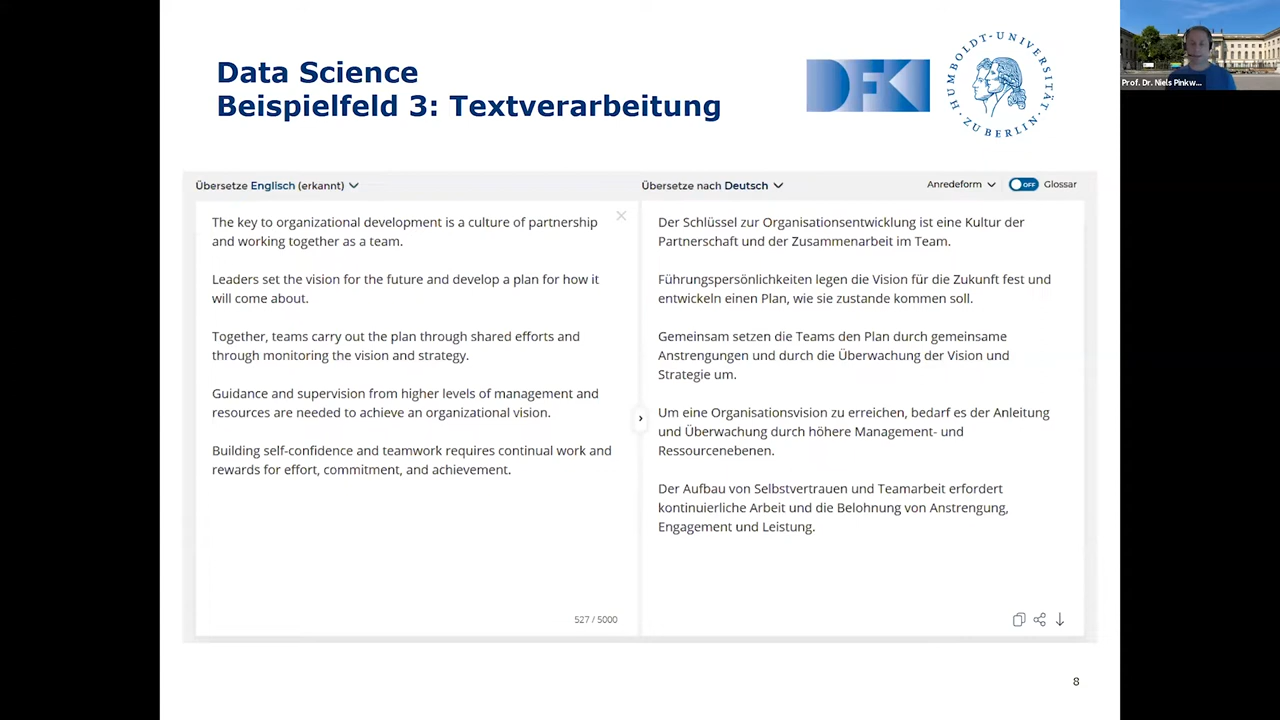 Data Science
Beispielfeld 3: Textverarbeitung
DFKI
HUMBOLDT-UNIVERSITÄT ZU BERLIN
Prof. Dr. Niels Pinkw...
Übersetze Englisch (erkannt)
Übersetze nach Deutsch
Anredeform
OFF
Glossar
The key to organizational development is a culture of partnership
and working together as a team.
Leaders set the vision for the future and develop a plan for how it
will come about.
Together, teams carry out the plan through shared efforts and
through monitoring the vision and strategy.
Guidance and supervision from higher levels of management and
resources are needed to achieve an organizational vision.
Building self-confidence and teamwork requires continual work and
rewards for effort, commitment, and achievement.
527 / 5000
Der Schlüssel zur Organisationsentwicklung ist eine Kultur der
Partnerschaft und der Zusammenarbeit im Team.
Führungspersönlichkeiten legen die Vision für die Zukunft fest und
entwickeln einen Plan, wie sie zustande kommen soll.
Gemeinsam setzen die Teams den Plan durch gemeinsame
Anstrengungen und durch die Überwachung der Vision und
Strategie um.
Um eine Organisationsvision zu erreichen, bedarf es der Anleitung
und Überwachung durch höhere Management- und
Ressourcenebenen.
Der Aufbau von Selbstvertrauen und Teamarbeit erfordert
kontinuierliche Arbeit und die Belohnung von Anstrengung,
Engagement und Leistung.
8